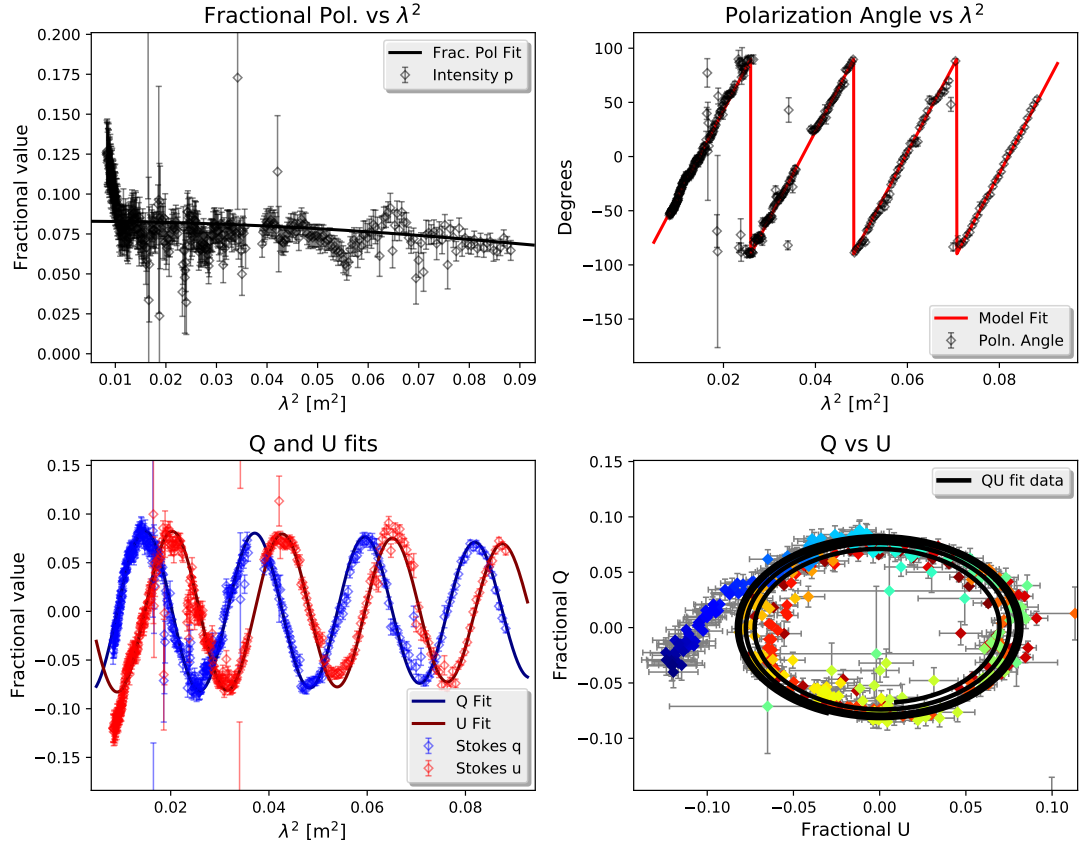 Fractional Pol. vs λ²
Fractional value
0.200
0.175
0.150
0.125
0.100
0.075
0.050
0.025
0.000
Frac. Pol Fit
Intensity p
0.01 0.02 0.03 0.04 0.05 0.06 0.07 0.08 0.09
λ² [m²]
Polarization Angle vs λ²
Degrees
100
50
0
−50
−100
−150
Model Fit
Poln. Angle
0.02 0.04 0.06 0.08
λ² [m²]
Q and U fits
Fractional value
0.15
0.10
0.05
0.00
−0.05
−0.10
−0.15
Q Fit
U Fit
Stokes q
Stokes u
0.02 0.04 0.06 0.08
λ² [m²]
Q vs U
Fractional Q
0.15
0.10
0.05
0.00
−0.05
−0.10
QU fit data
−0.10 −0.05 0.00 0.05 0.10
Fractional U